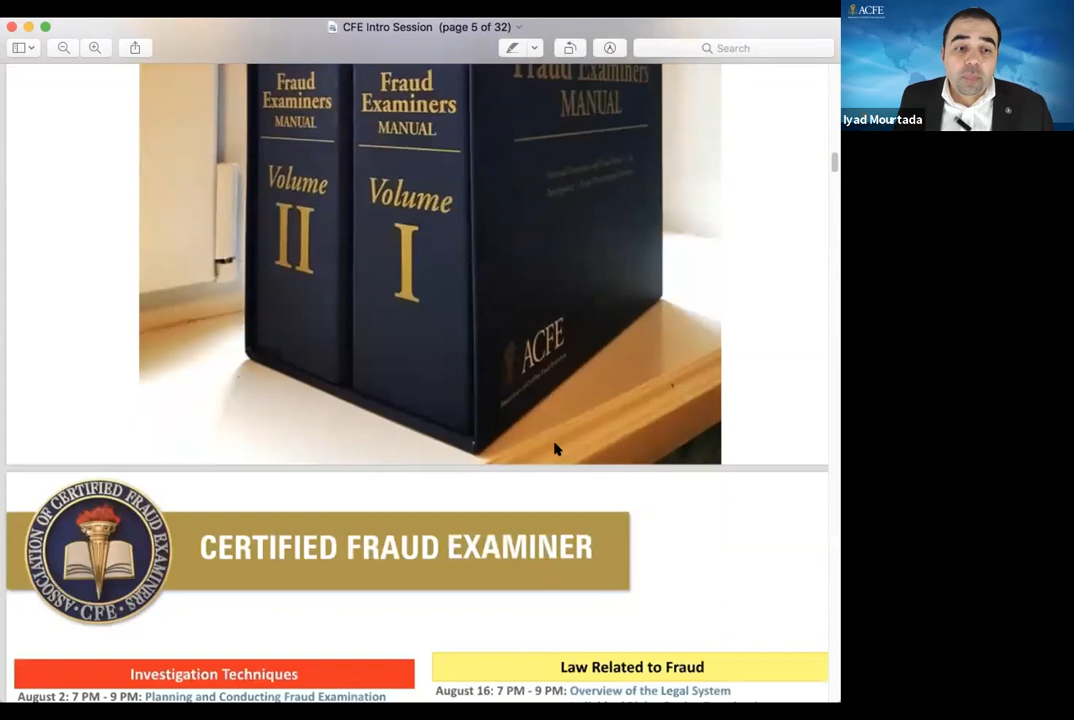 CFE Intro Session (page 5 of 32)
Search
ACFE
Iyad Mourtada
Fraud
Examiners
MANUAL
Volume
II
Fraud
Examiners
MANUAL
Volume
I
Fraud Examiners
MANUAL
ACFE
ASSOCIATION OF CERTIFIED FRAUD EXAMINERS
CFE
CERTIFIED FRAUD EXAMINER
Investigation Techniques
August 2: 7 PM - 9 PM: Planning and Conducting Fraud Examination
Law Related to Fraud
August 16: 7 PM - 9 PM: Overview of the Legal System